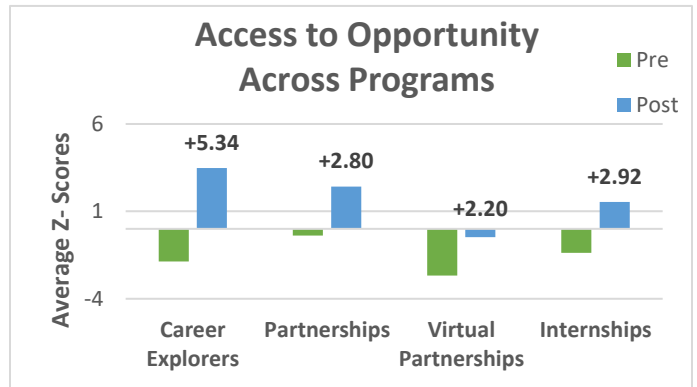 Access to Opportunity
Across Programs
Pre
Post
Average Z- Scores
6
1
-4
+5.34
+2.80
+2.20
+2.92
Career
Explorers
Partnerships
Virtual
Partnerships
Internships